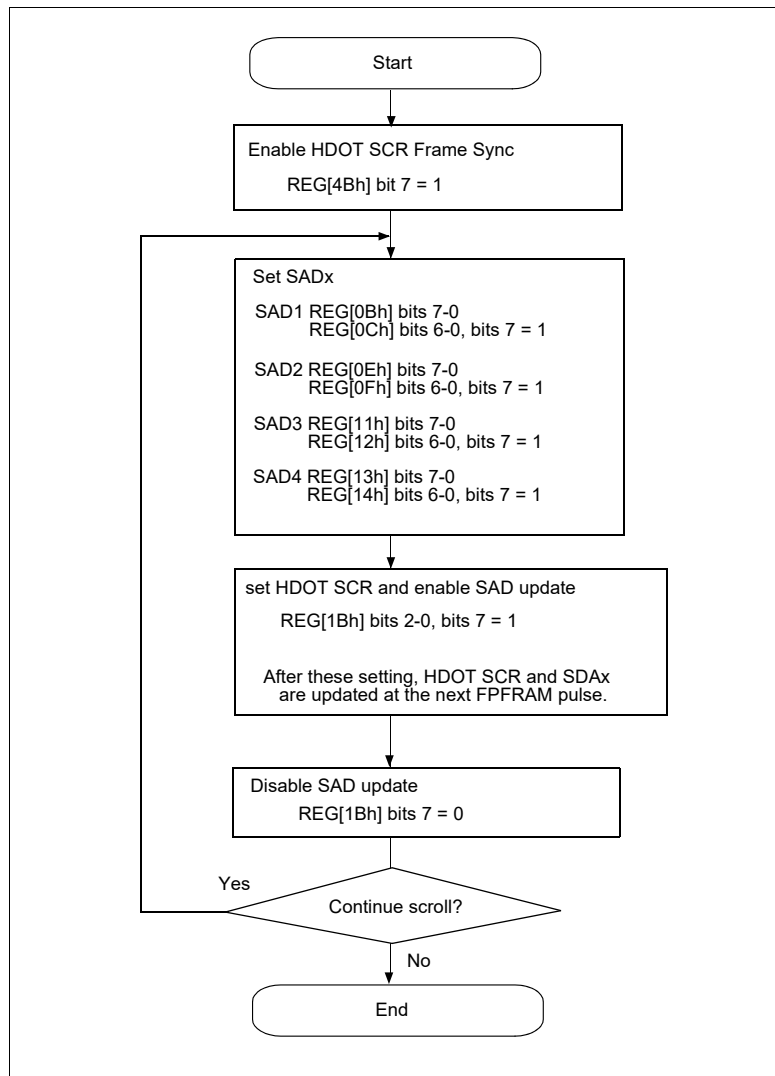 Start
Enable HDOT SCR Frame Sync
REG[4Bh] bit 7 = 1
Set SADx
SAD1 REG[0Bh] bits 7-0
REG[0Ch] bits 6-0, bits 7 = 1
SAD2 REG[0Eh] bits 7-0
REG[0Fh] bits 6-0, bits 7 = 1
SAD3 REG[11h] bits 7-0
REG[12h] bits 6-0, bits 7 = 1
SAD4 REG[13h] bits 7-0
REG[14h] bits 6-0, bits 7 = 1
set HDOT SCR and enable SAD update
REG[1Bh] bits 2-0, bits 7 = 1
After these setting, HDOT SCR and SDAx
are updated at the next FPFRAM pulse.
Disable SAD update
REG[1Bh] bits 7 = 0
Yes
Continue scroll?
No
End